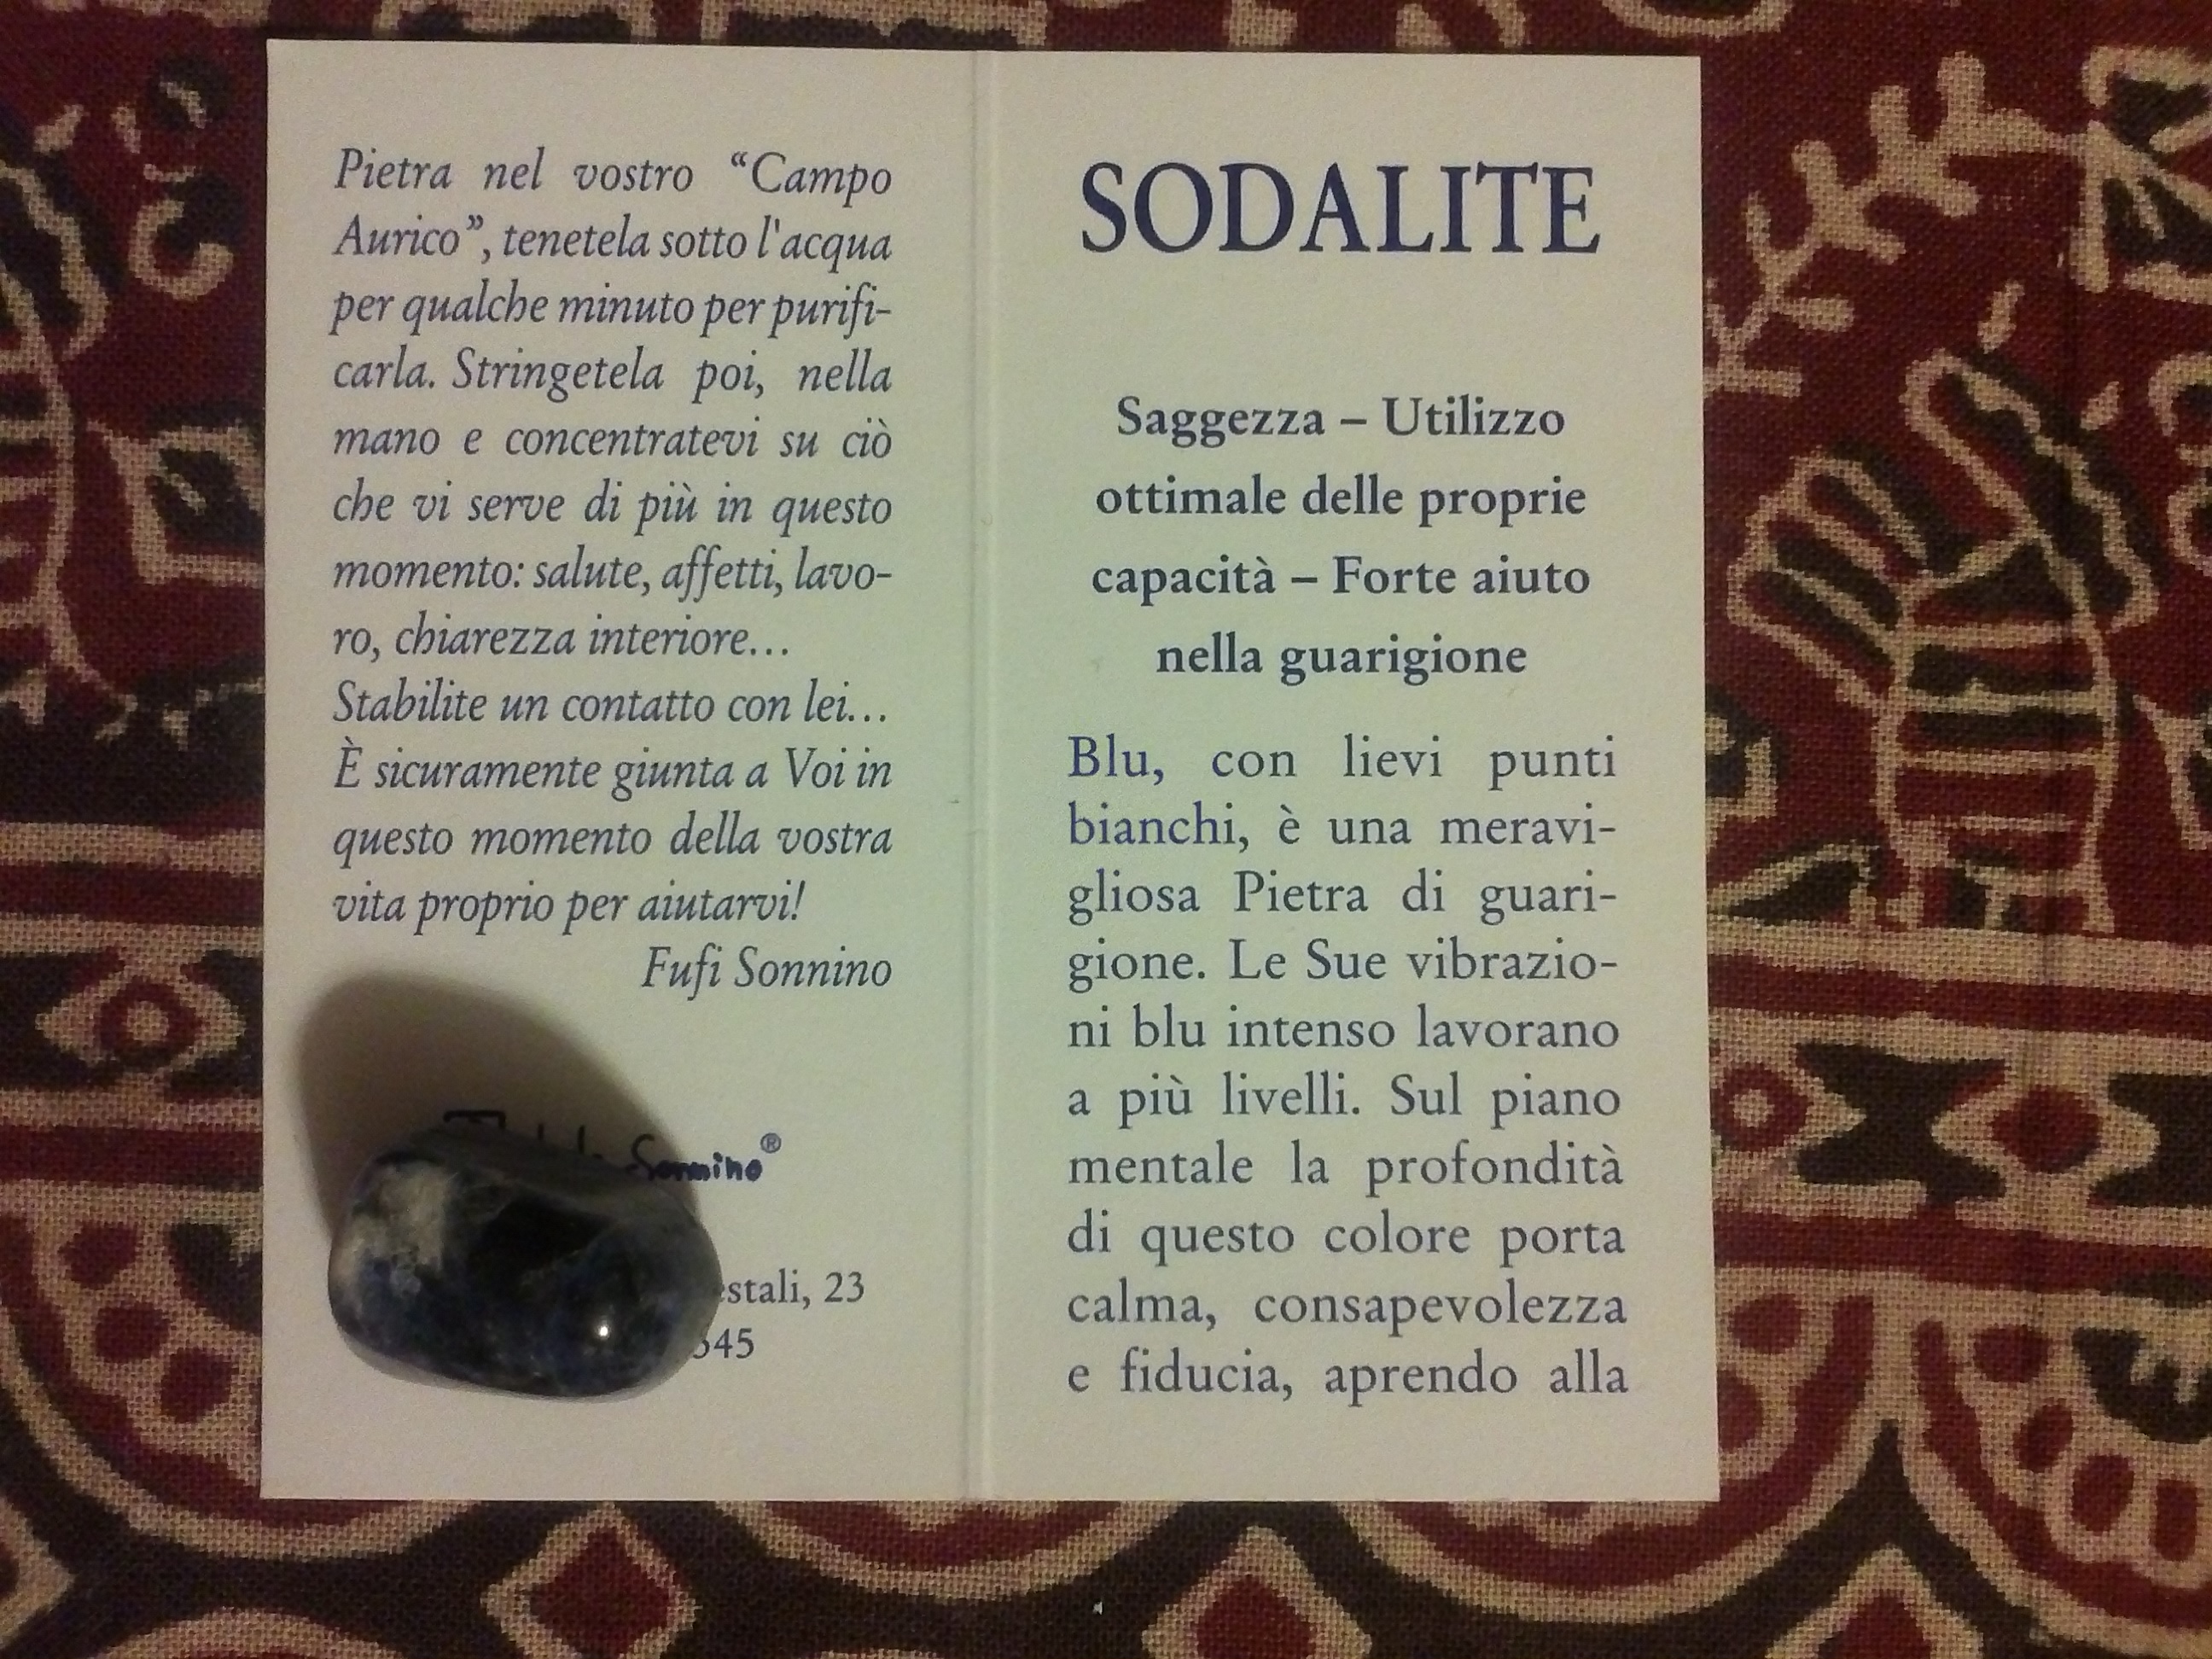 Pietra nel vostro “Campo
Aurico”, tenetela sotto l'acqua
per qualche minuto per purifi-
carla. Stringetela poi, nella
mano e concentratevi su ciò
che vi serve di più in questo
momento: salute, affetti, lavo-
ro, chiarezza interiore…
Stabilite un contatto con lei…
È sicuramente giunta a Voi in
questo momento della vostra
vita proprio per aiutarvi!
Fufi Sonnino
Sonnino®
estali, 23
545
SODALITE
Saggezza – Utilizzo
ottimale delle proprie
capacità – Forte aiuto
nella guarigione
Blu, con lievi punti
bianchi, è una meravi-
gliosa Pietra di guari-
gione. Le Sue vibrazio-
ni blu intenso lavorano
a più livelli. Sul piano
mentale la profondità
di questo colore porta
calma, consapevolezza
e fiducia, aprendo alla